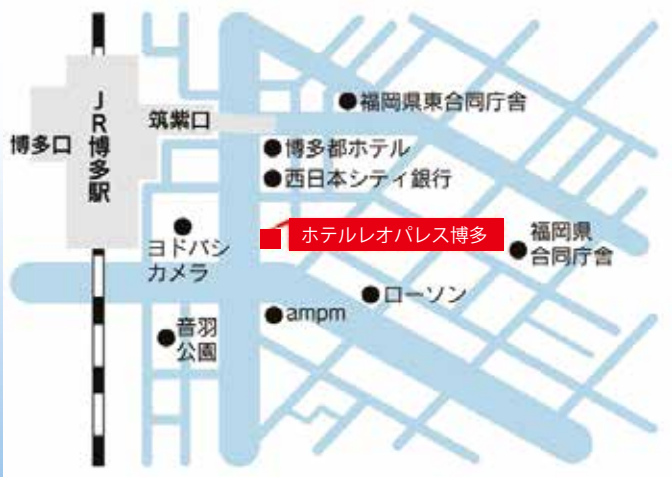 福岡県東合同庁舎
JR博多駅
筑紫口
博多口
博多都ホテル
西日本シティ銀行
ホテルレオパレス博多
福岡県
合同庁舎
ヨドバシ
カメラ
ローソン
ampm
音羽
公園